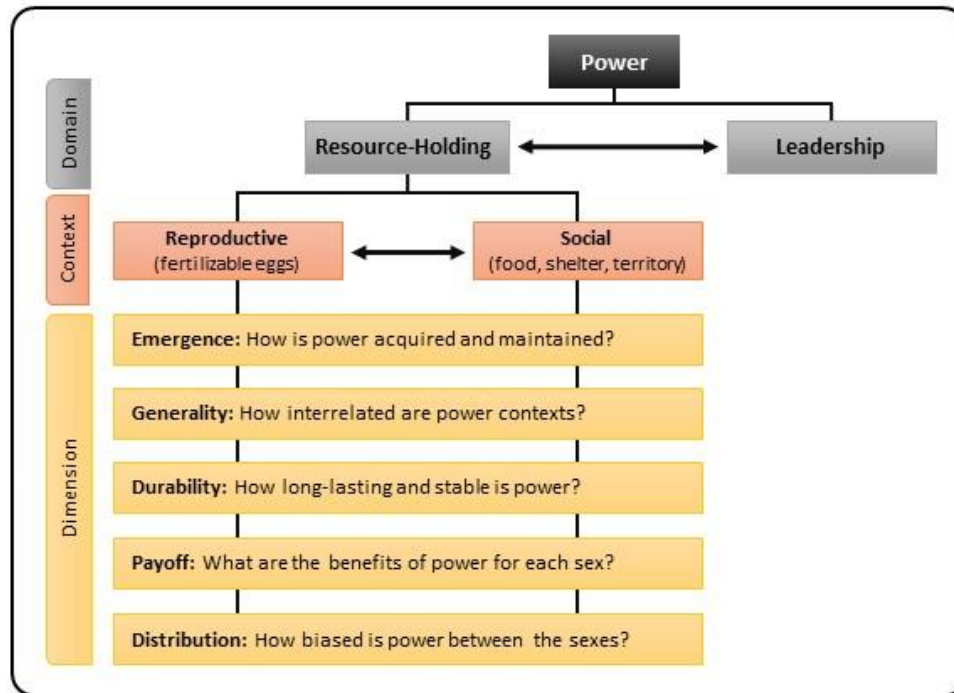 Power
Domain
Resource-Holding
Leadership
Context
Reproductive
(fertilizable eggs)
Social
(food, shelter, territory)
Dimension
Emergence: How is power acquired and maintained?
Generality: How interrelated are power contexts?
Durability: How long-lasting and stable is power?
Payoff: What are the benefits of power for each sex?
Distribution: How biased is power between the sexes?